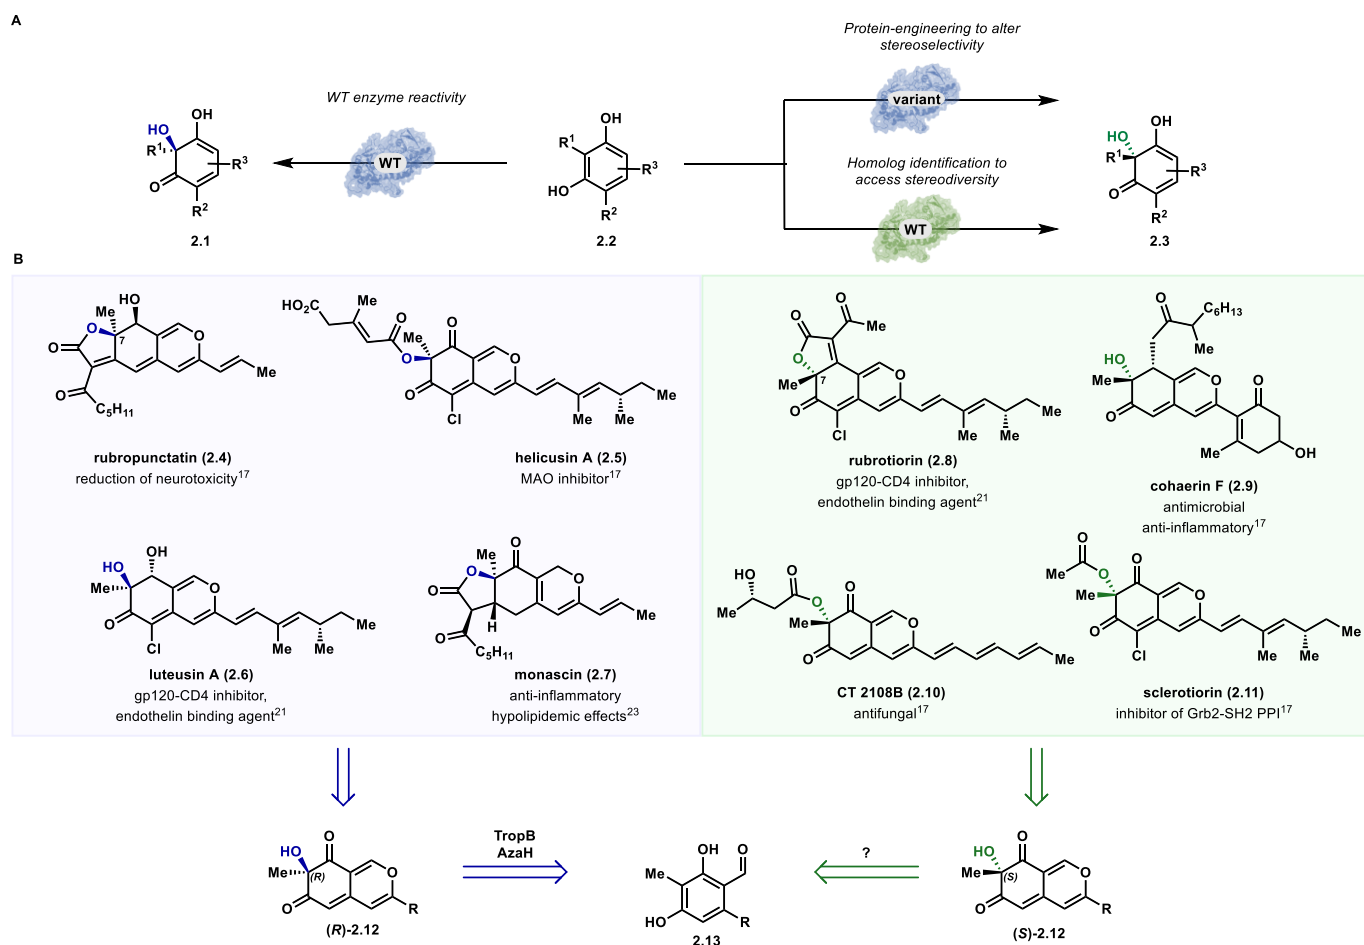 A
Protein-engineering to alter
stereoselectivity
WT enzyme reactivity
variant
HO
OH
R¹
O
R³
R²
2.1
WT
OH
R¹
HO
R³
R²
2.2
Homolog identification to
access stereodiversity
WT
HO
OH
R¹
O
R³
R²
2.3
B
HO
Me
O
7
O
O
O
Me
C₅H₁₁
rubropunctatin (2.4)
reduction of neurotoxicity¹⁷
HO₂C
Me
O
O
Me
O
O
O
Cl
Me
Me
Me
helicusin A (2.5)
MAO inhibitor¹⁷
O
O
Me
O
Me
7
O
O
Cl
Me
Me
Me
rubrotiorin (2.8)
gp120-CD4 inhibitor,
endothelin binding agent²¹
O
C₆H₁₃
Me
HO
Me
O
O
O
Me
OH
cohaerin F (2.9)
antimicrobial
anti-inflammatory¹⁷
OH
HO
Me
O
O
Cl
Me
Me
Me
luteusin A (2.6)
gp120-CD4 inhibitor,
endothelin binding agent²¹
Me
O
O
O
O
H
O
Me
C₅H₁₁
monascin (2.7)
anti-inflammatory
hypolipidemic effects²³
HO
Me
O
O
O
Me
O
O
Me
CT 2108B (2.10)
antifungal¹⁷
O
Me
O
O
Me
O
O
Cl
Me
Me
Me
sclerotiorin (2.11)
inhibitor of Grb2-SH2 PPI¹⁷
HO
O
Me
(R)
O
O
R
(R)-2.12
TropB
AzaH
OH
O
Me
HO
R
2.13
?
HO
O
Me
(S)
O
O
R
(S)-2.12